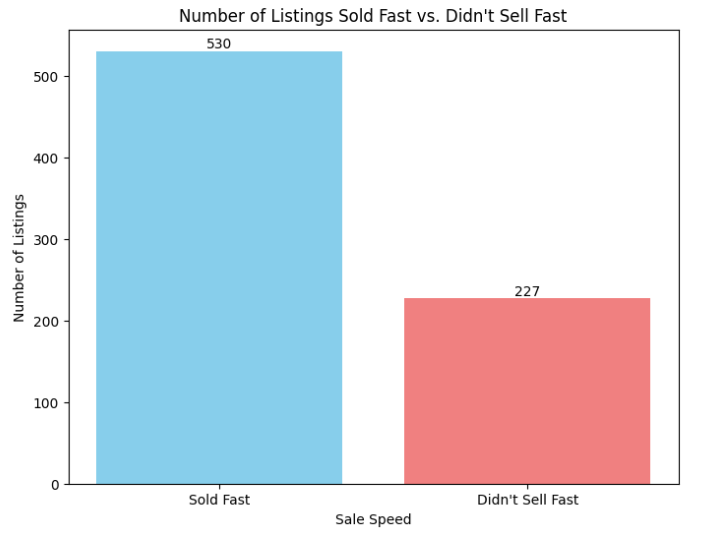 Number of Listings Sold Fast vs. Didn't Sell Fast
530
227
500
400
300
200
100
0
Number of Listings
Sold Fast
Didn't Sell Fast
Sale Speed